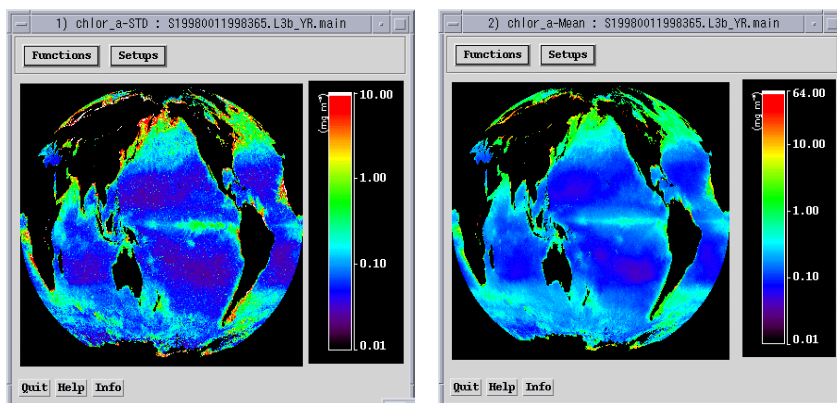 1) chlor_a-STD : S19980011998365.L3b_YR.main
Functions Setups
(mg m⁻³)
10.00
1.00
0.10
0.01
Quit Help Info
2) chlor_a-Mean : S19980011998365.L3b_YR.main
Functions Setups
(mg m⁻³)
64.00
10.00
1.00
0.10
0.01
Quit Help Info